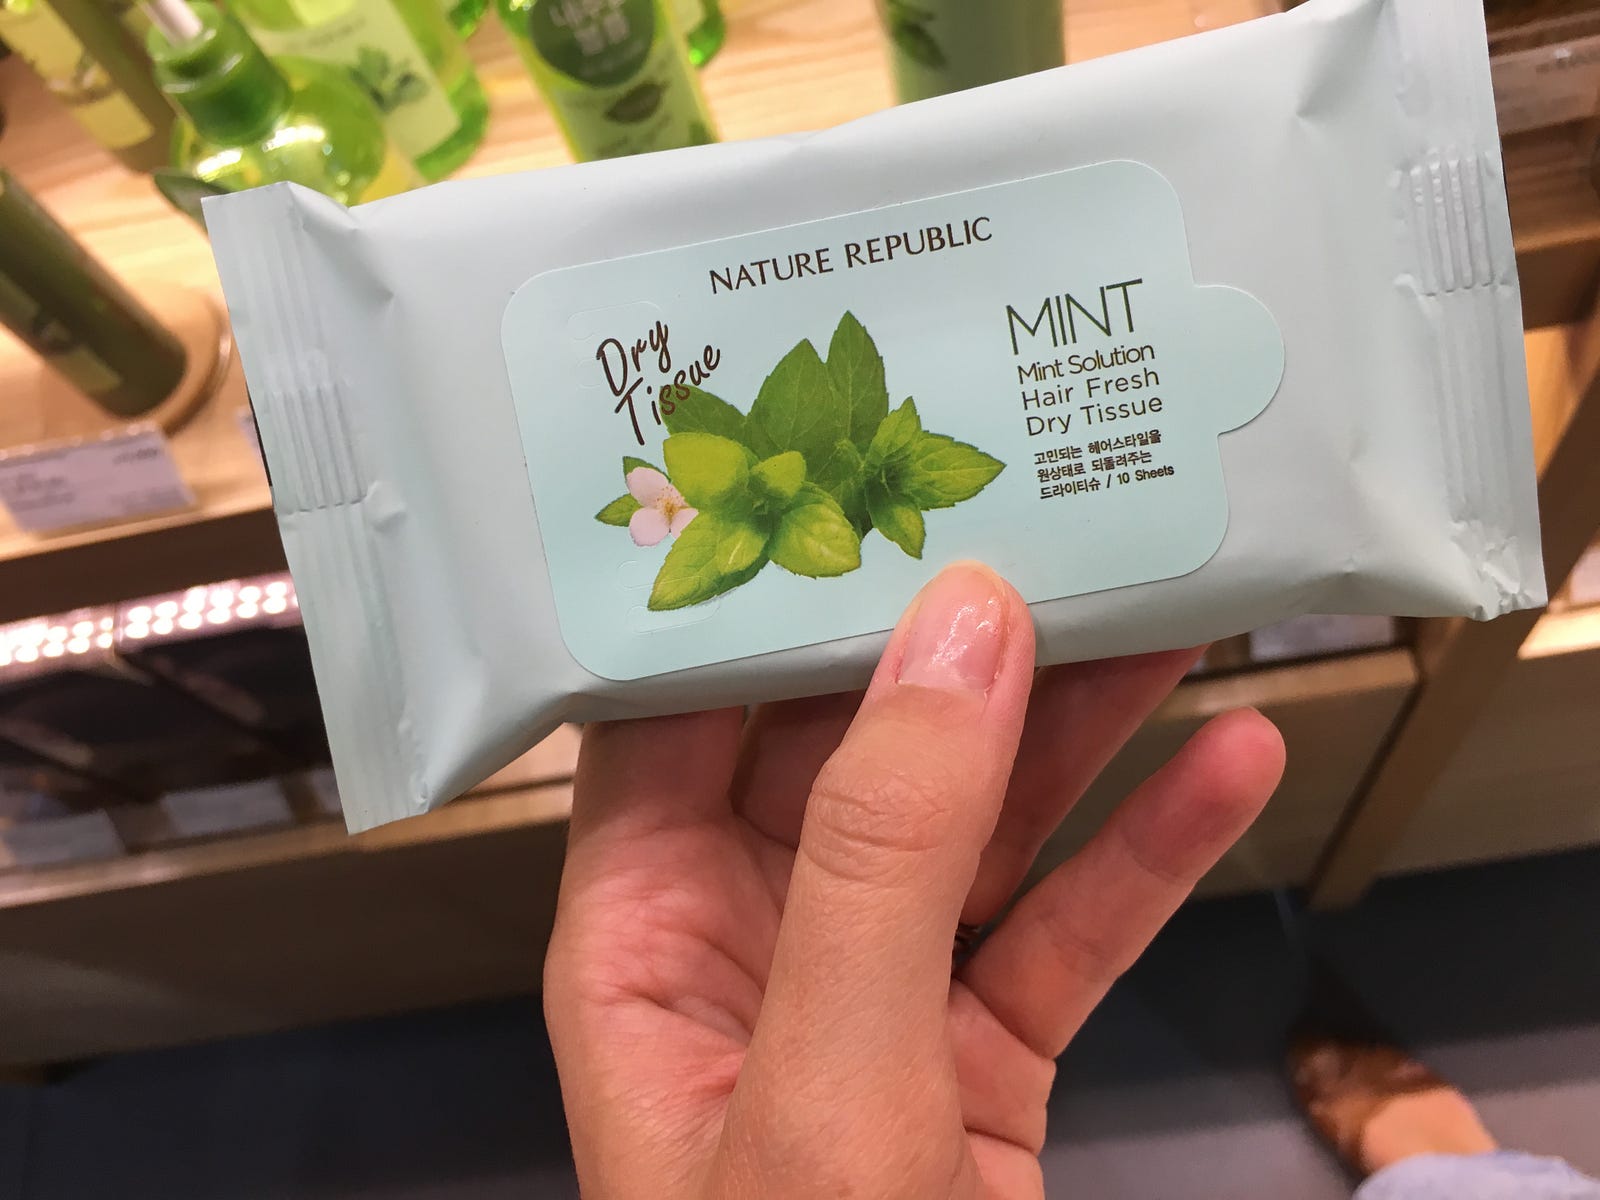 NATURE REPUBLIC
Dry
Tissue
MINT
Mint Solution
Hair Fresh
Dry Tissue
고민되는 헤어스타일을
원상태로 되돌려주는
드라이티슈 / 10 Sheets